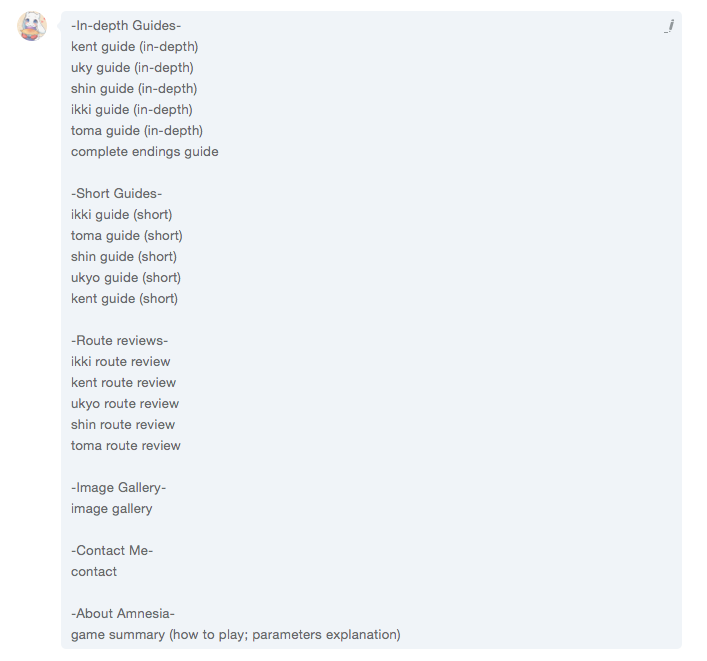 -In-depth Guides-
kent guide (in-depth)
uky guide (in-depth)
shin guide (in-depth)
ikki guide (in-depth)
toma guide (in-depth)
complete endings guide
-Short Guides-
ikki guide (short)
toma guide (short)
shin guide (short)
ukyo guide (short)
kent guide (short)
-Route reviews-
ikki route review
kent route review
ukyo route review
shin route review
toma route review
-Image Gallery-
image gallery
-Contact Me-
contact
-About Amnesia-
game summary (how to play; parameters explanation)